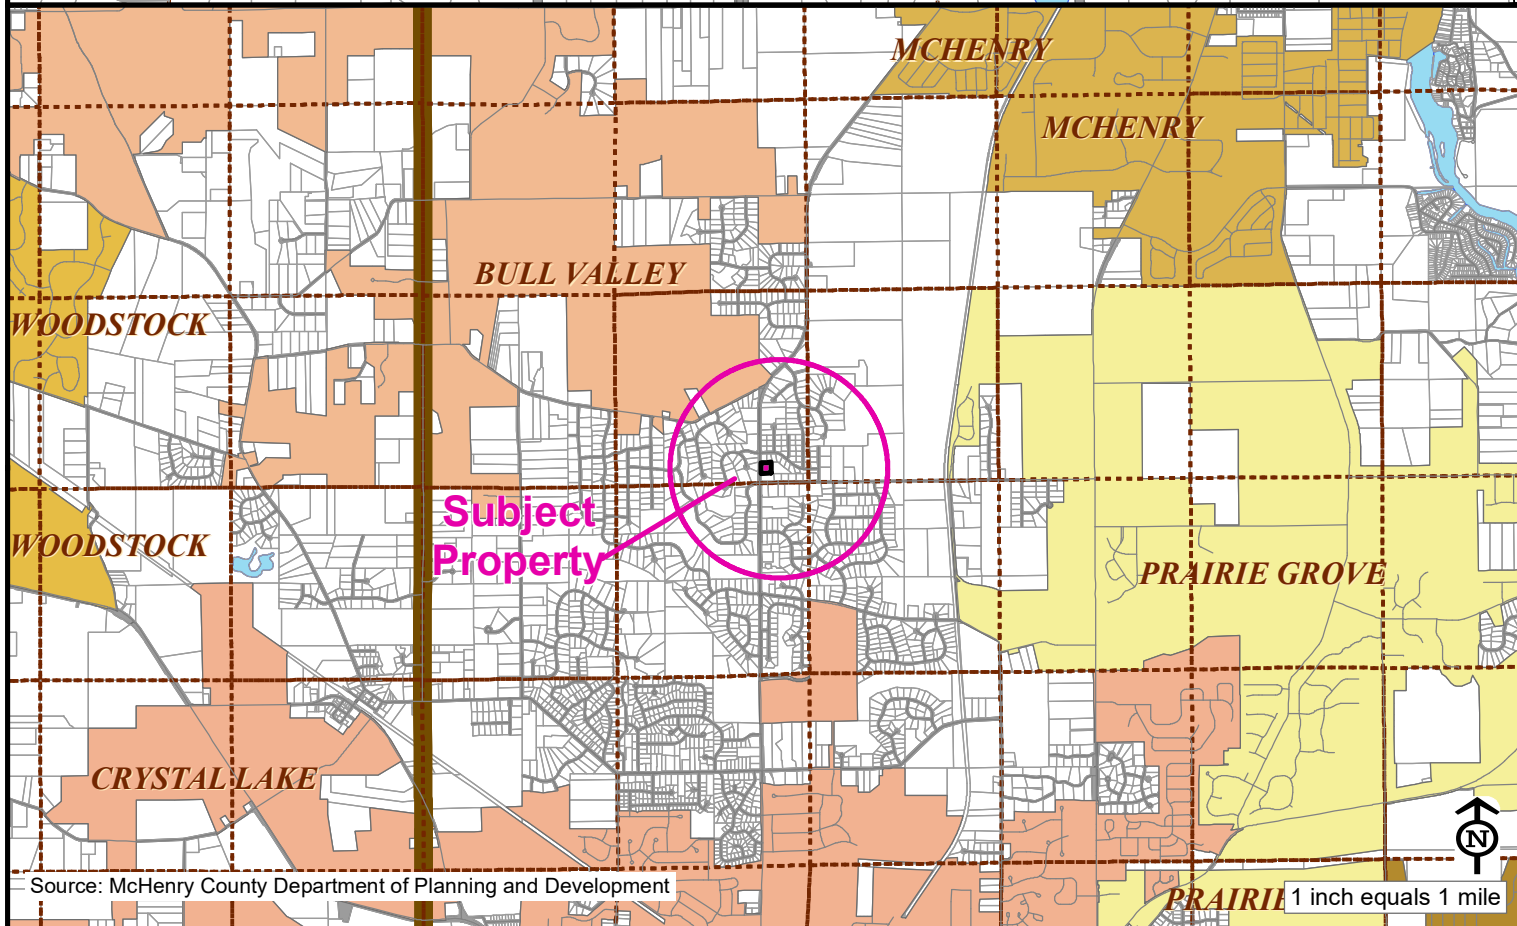 MCHENRY
MCHENRY
BULL VALLEY
WOODSTOCK
Subject
Property
WOODSTOCK
PRAIRIE GROVE
CRYSTAL LAKE
N
Source: McHenry County Department of Planning and Development
PRAIRIE
1 inch equals 1 mile